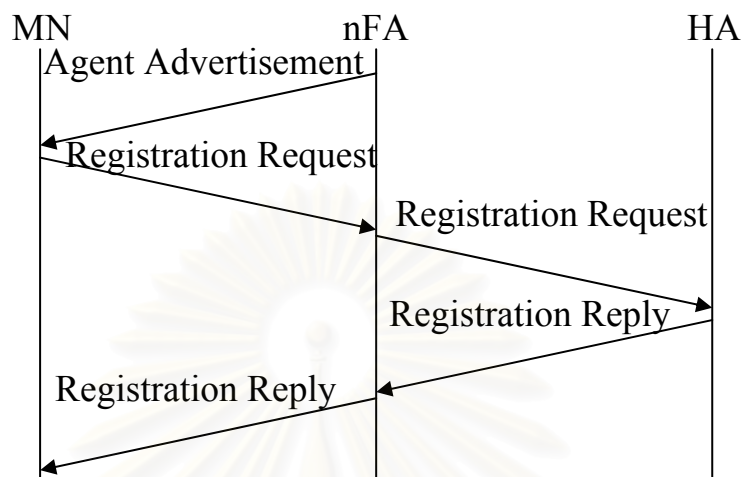 MN nFA HA
Agent Advertisement
Registration Request
Registration Request
Registration Reply
Registration Reply